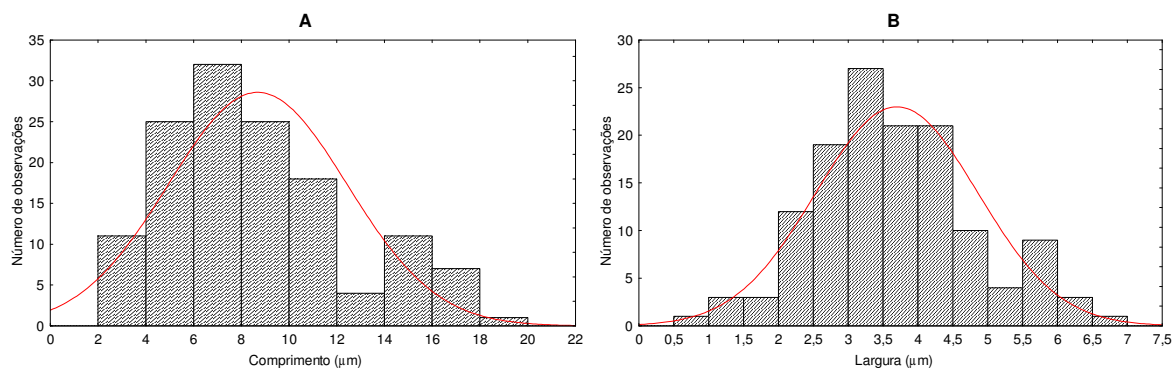 A
Número de observações
35
30
25
20
15
10
5
0
0 2 4 6 8 10 12 14 16 18 20 22
Comprimento (µm)
B
Número de observações
30
25
20
15
10
5
0
0 0,5 1 1,5 2 2,5 3 3,5 4 4,5 5 5,5 6 6,5 7 7,5
Largura (µm)